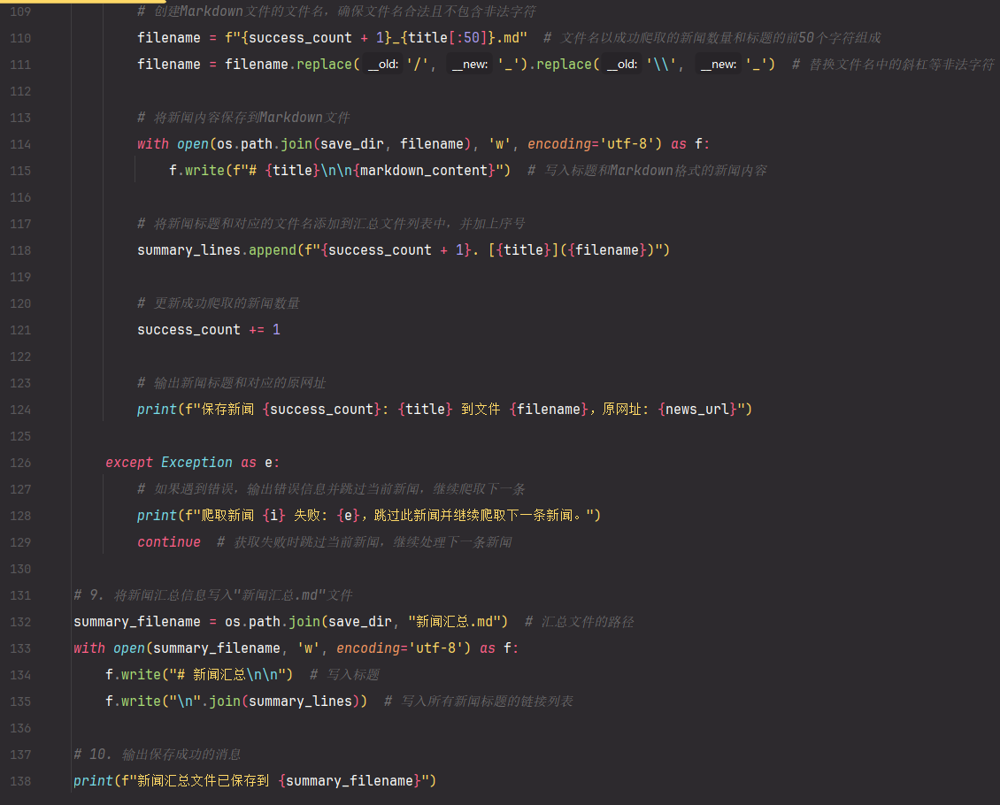 109 # 创建Markdown文件的文件名，确保文件名合法且不包含非法字符
110 filename = f"{success_count + 1}_{title[:50]}.md"  # 文件名以成功爬取的新闻数量和标题的前50个字符组成
111 filename = filename.replace( __old: '/', __new: '_').replace( __old: '\\', __new: '_')  # 替换文件名中的斜杠等非法字符
112
113 # 将新闻内容保存到Markdown文件
114 with open(os.path.join(save_dir, filename), 'w', encoding='utf-8') as f:
115 f.write(f"# {title}\n\n{markdown_content}")  # 写入标题和Markdown格式的新闻内容
116
117 # 将新闻标题和对应的文件名添加到汇总文件列表中，并加上序号
118 summary_lines.append(f"{success_count + 1}. [{title}]({filename})")
119
120 # 更新成功爬取的新闻数量
121 success_count += 1
122
123 # 输出新闻标题和对应的原网址
124 print(f"保存新闻 {success_count}: {title} 到文件 {filename}，原网址: {news_url}")
125
126 except Exception as e:
127 # 如果遇到错误，输出错误信息并跳过当前新闻，继续爬取下一条
128 print(f"爬取新闻 {i} 失败: {e}，跳过此新闻并继续爬取下一条新闻。")
129 continue  # 获取失败时跳过当前新闻，继续处理下一条新闻
130
131 # 9. 将新闻汇总信息写入"新闻汇总.md"文件
132 summary_filename = os.path.join(save_dir, "新闻汇总.md")  # 汇总文件的路径
133 with open(summary_filename, 'w', encoding='utf-8') as f:
134 f.write("# 新闻汇总\n\n")  # 写入标题
135 f.write("\n".join(summary_lines))  # 写入所有新闻标题的链接列表
136
137 # 10. 输出保存成功的消息
138 print(f"新闻汇总文件已保存到 {summary_filename}")